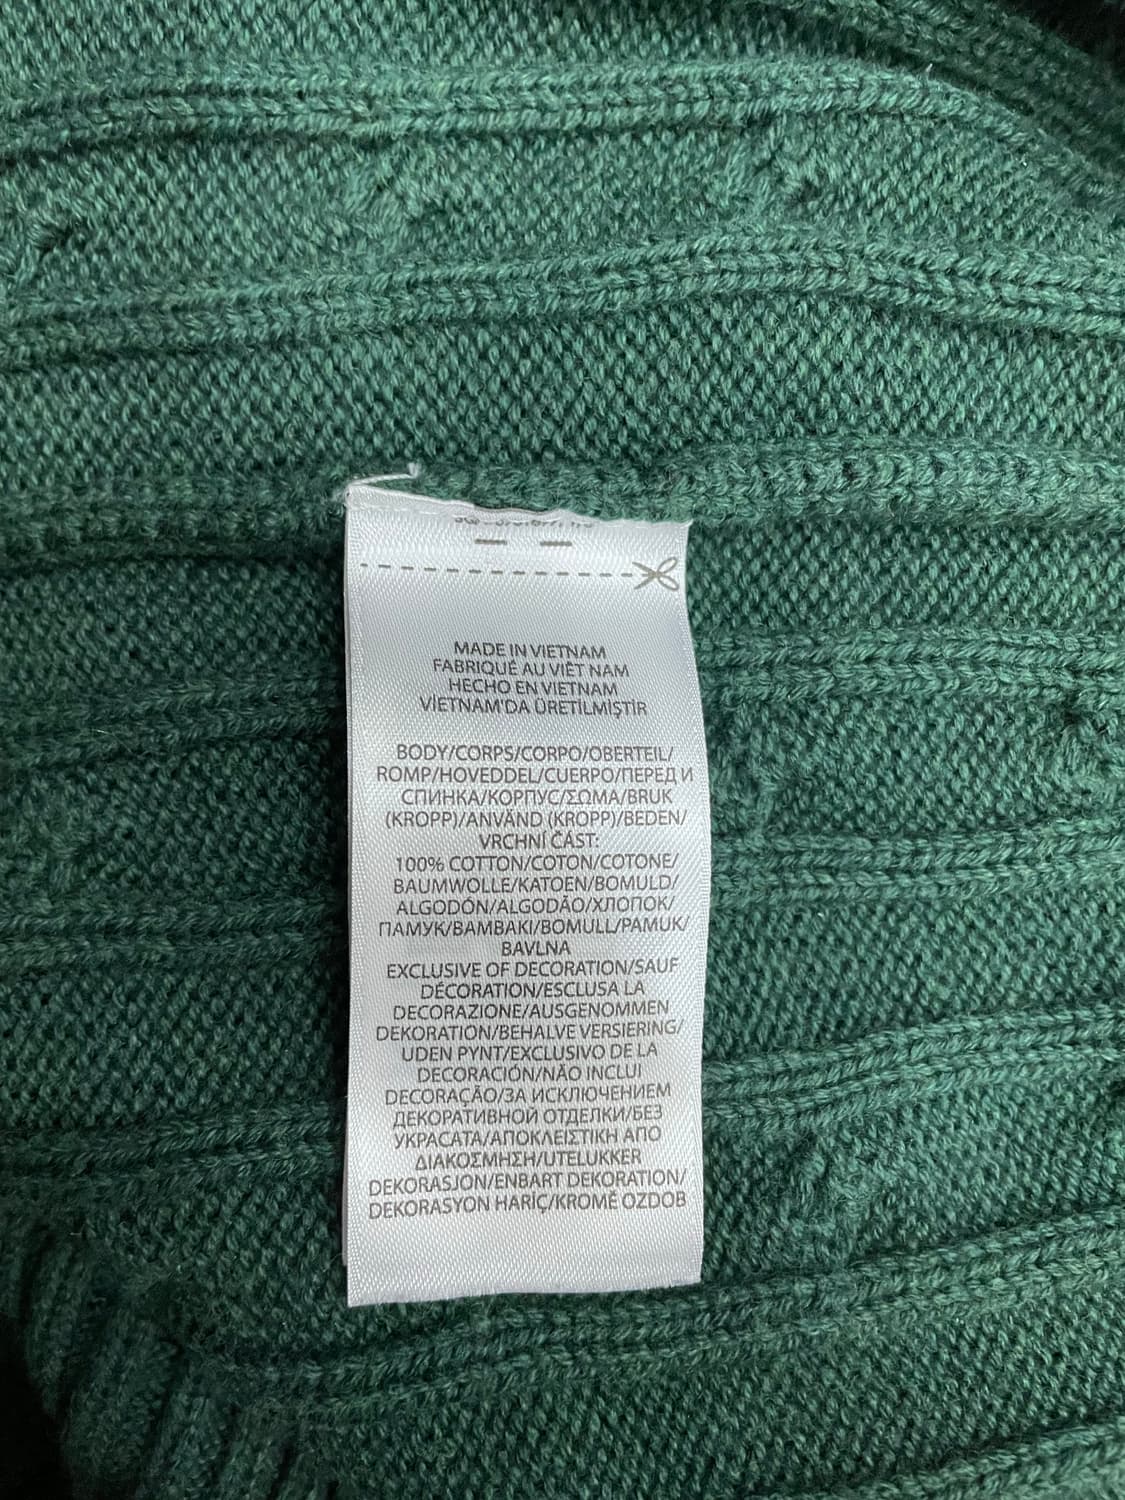 MADE IN VIETNAM
FABRIQUÉ AU VIÊT NAM
HECHO EN VIETNAM
VİETNAM'DA ÜRETİLMİŞTİR
BODY/CORPS/CORPO/OBERTEIL/
ROMP/HOVEDDEL/CUERPO/ПЕРЕД И
СПИНКА/КОРПУС/ΣΩΜΑ/BRUK
(KROPP)/ANVÄND (KROPP)/BEDEN/
VRCHNÍ ČÁST:
100% COTTON/COTON/COTONE/
BAUMWOLLE/KATOEN/BOMULD/
ALGODÓN/ALGODÃO/ХЛОПОК/
ПАМУК/ΒΑΜΒΑΚΙ/BOMULL/PAMUK/
BAVLNA
EXCLUSIVE OF DECORATION/SAUF
DÉCORATION/ESCLUSA LA
DECORAZIONE/AUSGENOMMEN
DEKORATION/BEHALVE VERSIERING/
UDEN PYNT/EXCLUSIVO DE LA
DECORACIÓN/NÃO INCLUI
DECORAÇÃO/ЗА ИСКЛЮЧЕНИЕМ
ДЕКОРАТИВНОЙ ОТДЕЛКИ/БЕЗ
УКРАСАТА/ΑΠΟΚΛΕΙΣΤΙΚΗ ΑΠΟ
ΔΙΑΚΟΣΜΗΣΗ/UTELUKKER
DEKORASJON/ENBART DEKORATION/
DEKORASYON HARİÇ/KROMĚ OZDOB